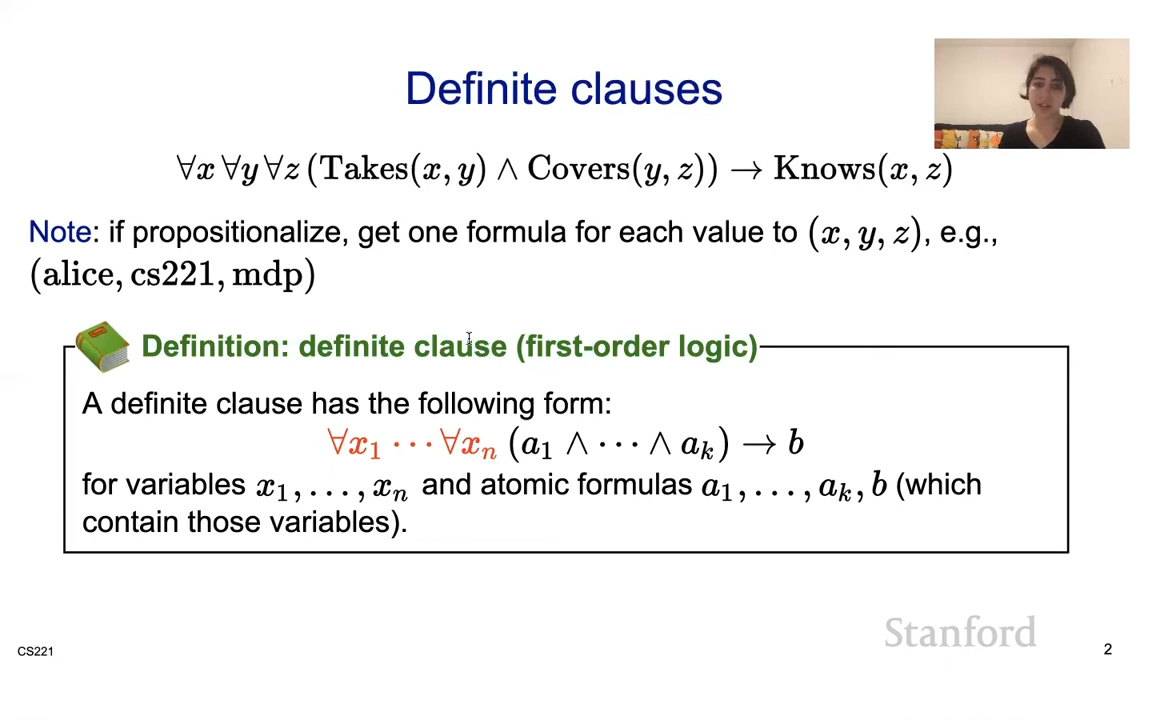 Definite clauses
∀x ∀y ∀z (Takes(x, y) ∧ Covers(y, z)) → Knows(x, z)
Note: if propositionalize, get one formula for each value to (x, y, z), e.g.,
(alice, cs221, mdp)
Definition: definite clause (first-order logic)
A definite clause has the following form:
∀x₁ ⋯ ∀xₙ (a₁ ∧ ⋯ ∧ aₖ) → b
for variables x₁, . . . , xₙ and atomic formulas a₁, . . . , aₖ, b (which
contain those variables).
Stanford
CS221
2